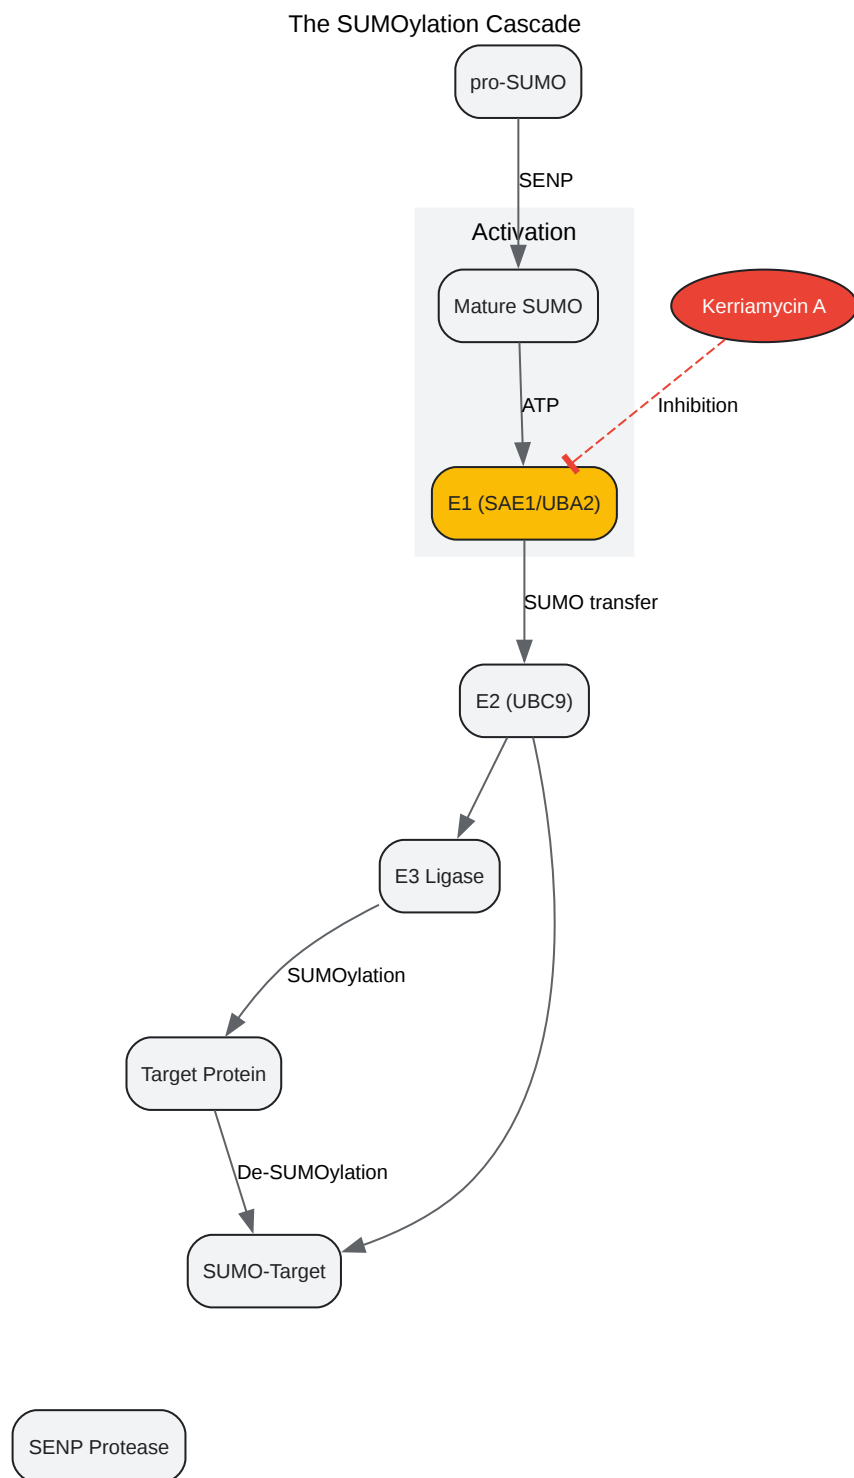 The SUMOylation Cascade
pro-SUMO
SENP
Activation
Mature SUMO
Kerriamycin A
ATP
Inhibition
E1 (SAE1/UBA2)
SUMO transfer
E2 (UBC9)
E3 Ligase
SUMOylation
Target Protein
De-SUMOylation
SUMO-Target
SENP Protease